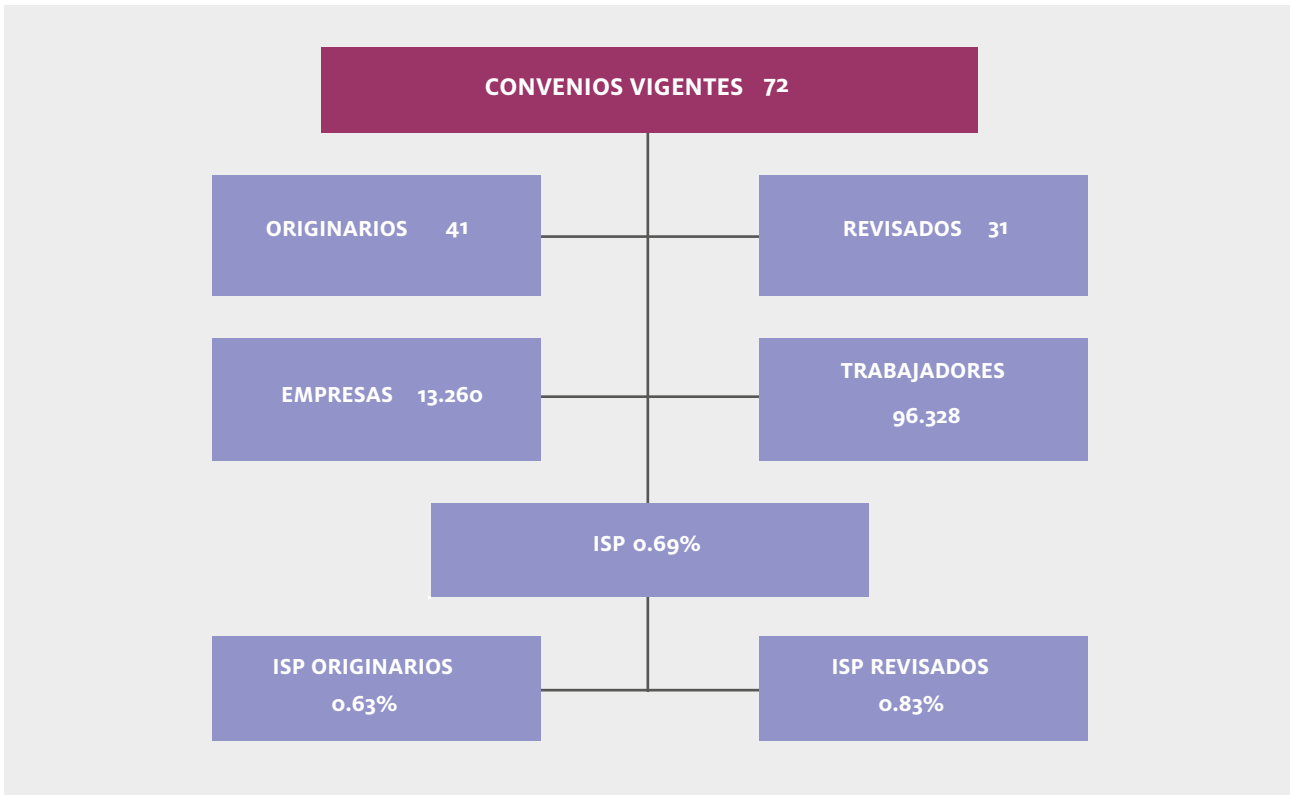 CONVENIOS VIGENTES 72
ORIGINARIOS 41
REVISADOS 31
EMPRESAS 13.260
TRABAJADORES
96.328
ISP 0.69%
ISP ORIGINARIOS
0.63%
ISP REVISADOS
0.83%